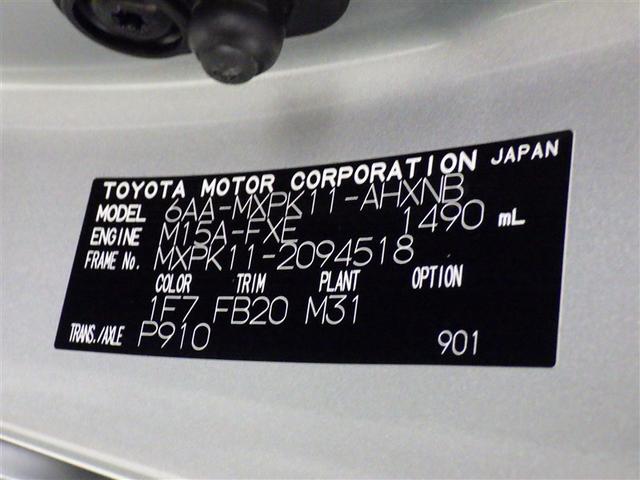 TOYOTA MOTOR CORPORATION JAPAN
MODEL 6AA-MXPK11-AHXNB
ENGINE M15A-FXE 1490 mL
FRAME No. MXPK11-2094518
COLOR TRIM PLANT OPTION
1F7 FB20 M31
TRANS./AXLE P910 901